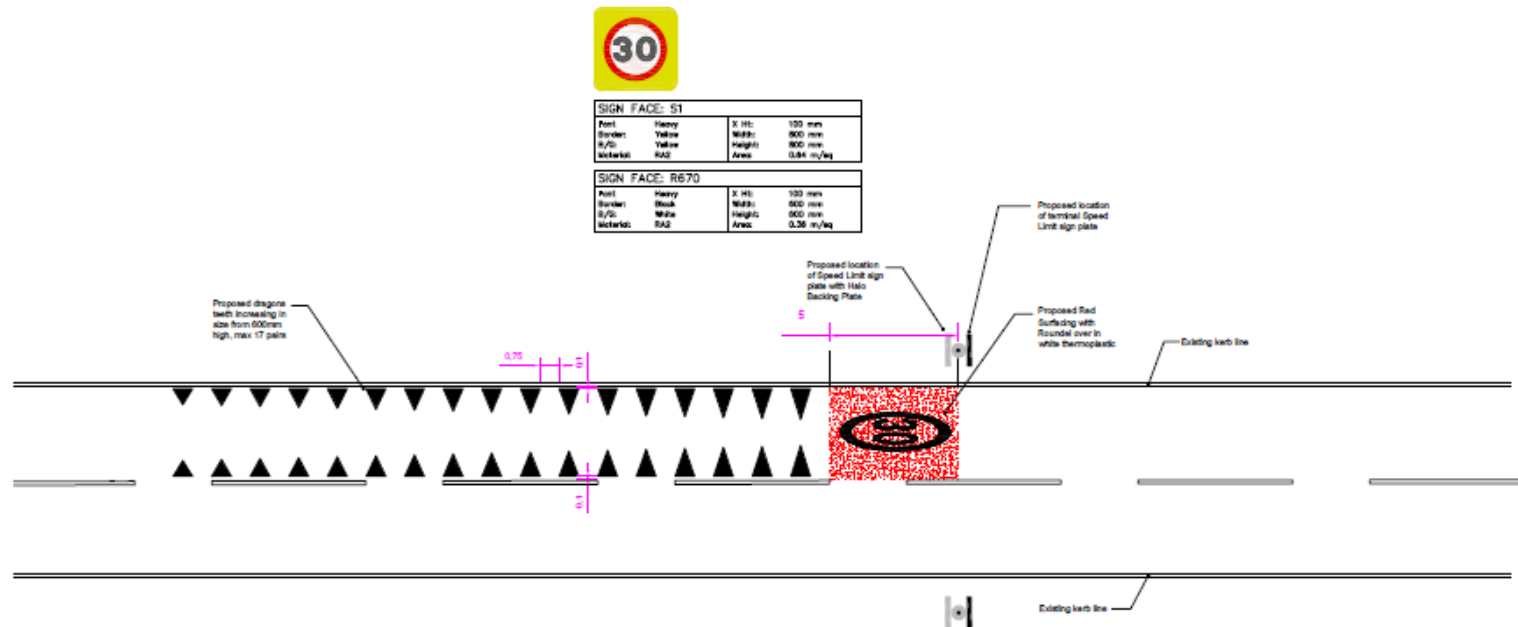 30
SIGN FACE: S1
Font: Heavy X Ht: 100 mm
Border: Yellow Width: 800 mm
B/G: Yellow Height: 800 mm
Material: RA2 Area: 0.64 m/sq
SIGN FACE: R670
Font: Heavy X Ht: 100 mm
Border: Black Width: 600 mm
B/G: White Height: 600 mm
Material: RA2 Area: 0.36 m/sq
Proposed location
of terminal Speed
Limit sign plate
Proposed location
of Speed Limit sign
plate with Halo
Backing Plate
Proposed dragons
teeth increasing in
size from 600mm
high, max 17 pairs
5
Proposed Red
Surfacing with
Roundel over in
white thermoplastic
Existing kerb line
0,75
0,1
30
0,1
Existing kerb line